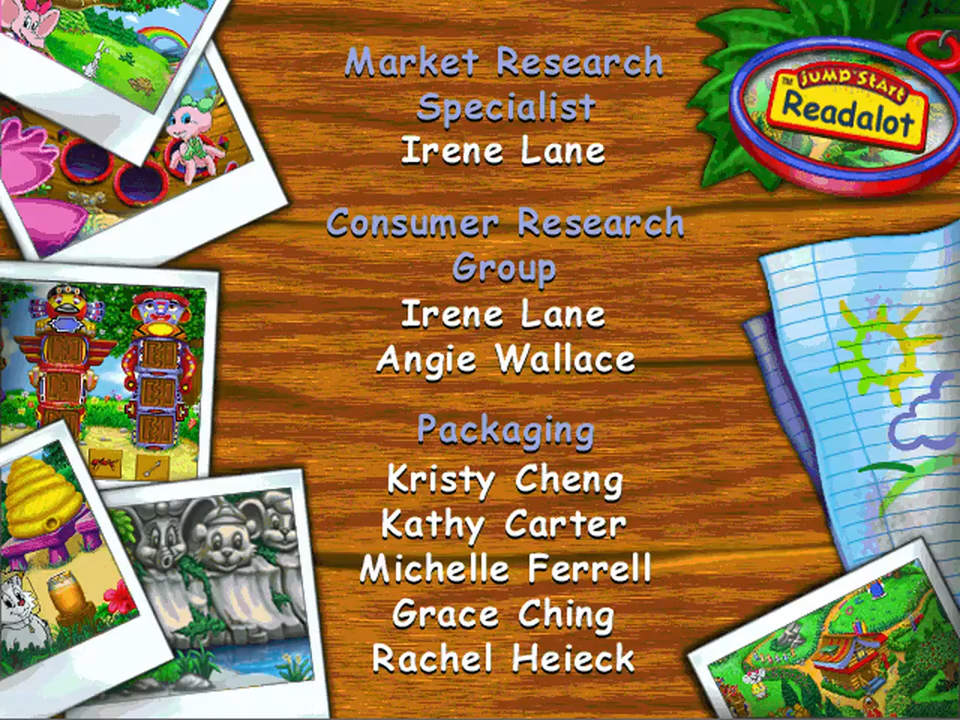 Market Research
Specialist
Irene Lane
Consumer Research
Group
Irene Lane
Angie Wallace
Packaging
Kristy Cheng
Kathy Carter
Michelle Ferrell
Grace Ching
Rachel Heieck
THE JumpStart
Readalot